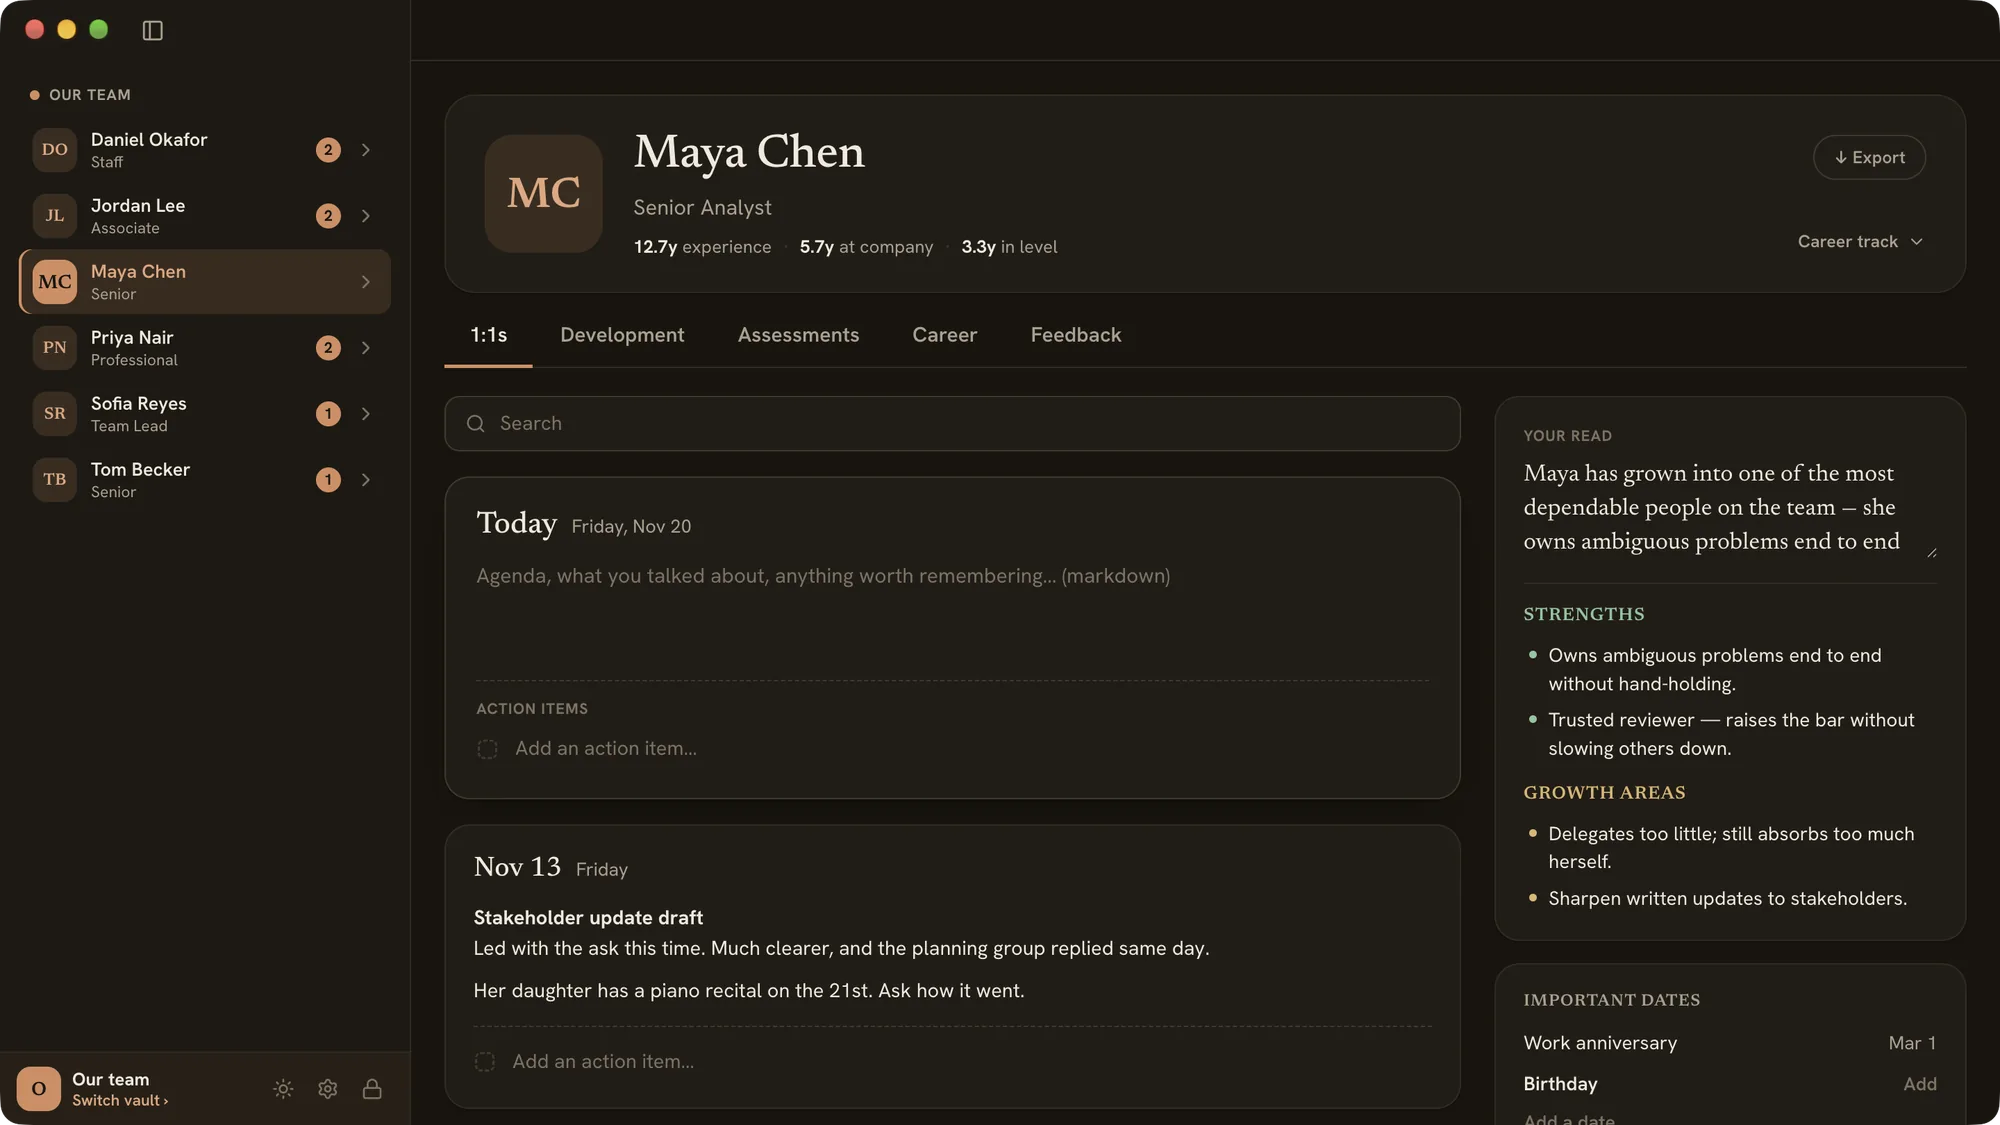 OUR TEAM
DO
Daniel Okafor
Staff
2
JL
Jordan Lee
Associate
2
MC
Maya Chen
Senior
PN
Priya Nair
Professional
2
SR
Sofia Reyes
Team Lead
1
TB
Tom Becker
Senior
1
O
Our team
Switch vault ›
MC
Maya Chen
Senior Analyst
12.7y experience · 5.7y at company · 3.3y in level
↓ Export
Career track
1:1s
Development
Assessments
Career
Feedback
Search
Today Friday, Nov 20
Agenda, what you talked about, anything worth remembering... (markdown)
ACTION ITEMS
Add an action item...
Nov 13 Friday
Stakeholder update draft
Led with the ask this time. Much clearer, and the planning group replied same day.
Her daughter has a piano recital on the 21st. Ask how it went.
Add an action item...
YOUR READ
Maya has grown into one of the most
dependable people on the team — she
owns ambiguous problems end to end
STRENGTHS
• Owns ambiguous problems end to end
without hand-holding.
• Trusted reviewer — raises the bar without
slowing others down.
GROWTH AREAS
• Delegates too little; still absorbs too much
herself.
• Sharpen written updates to stakeholders.
IMPORTANT DATES
Work anniversary Mar 1
Birthday Add
Add a date